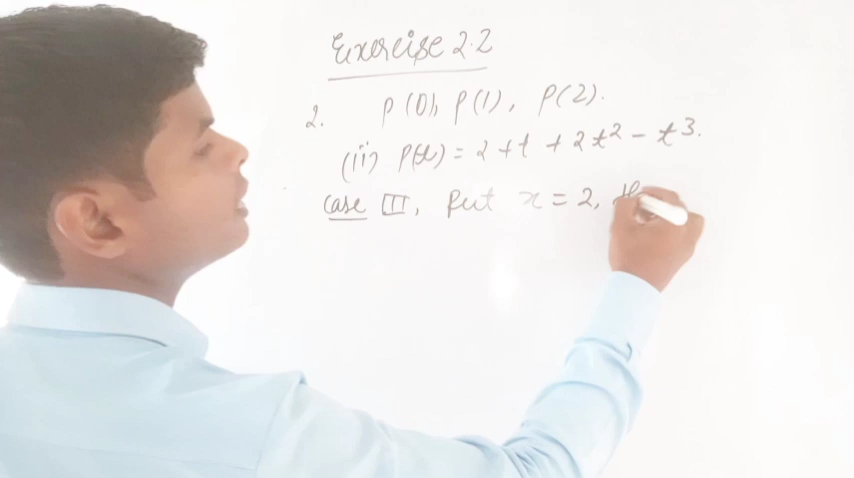 Exercise 2.2
2. P(0), P(1), P(2).
(ii) P(x) = 2 + t + 2t² - t³.
Case III, Put x = 2,